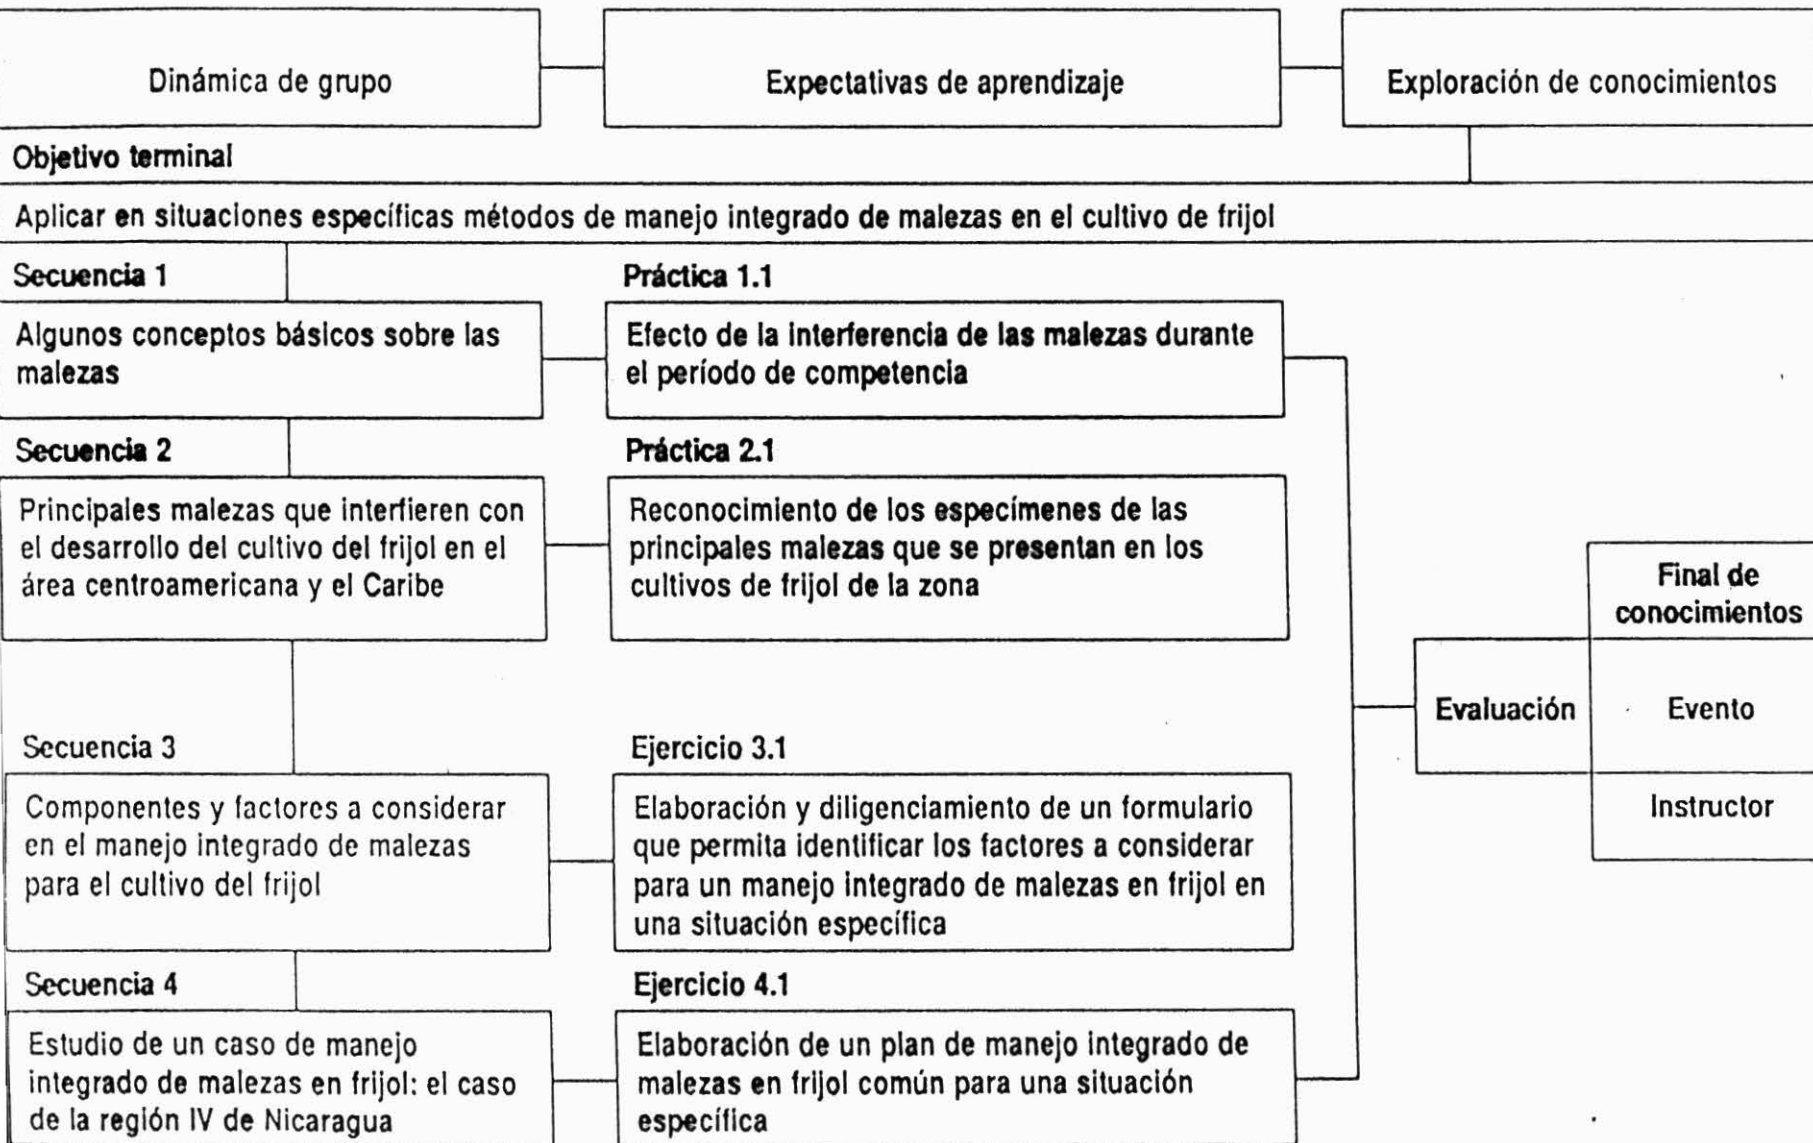 Dinámica de grupo
Expectativas de aprendizaje
Exploración de conocimientos
Objetivo terminal
Aplicar en situaciones específicas métodos de manejo integrado de malezas en el cultivo de frijol
Secuencia 1
Algunos conceptos básicos sobre las
malezas
Práctica 1.1
Efecto de la interferencia de las malezas durante
el período de competencia
Secuencia 2
Principales malezas que interfieren con
el desarrollo del cultivo del frijol en el
área centroamericana y el Caribe
Práctica 2.1
Reconocimiento de los especímenes de las
principales malezas que se presentan en los
cultivos de frijol de la zona
Secuencia 3
Componentes y factores a considerar
en el manejo integrado de malezas
para el cultivo del frijol
Ejercicio 3.1
Elaboración y diligenciamiento de un formulario
que permita identificar los factores a considerar
para un manejo integrado de malezas en frijol en
una situación específica
Secuencia 4
Estudio de un caso de manejo
integrado de malezas en frijol: el caso
de la región IV de Nicaragua
Ejercicio 4.1
Elaboración de un plan de manejo integrado de
malezas en frijol común para una situación
específica
Evaluación
Final de
conocimientos
Evento
Instructor